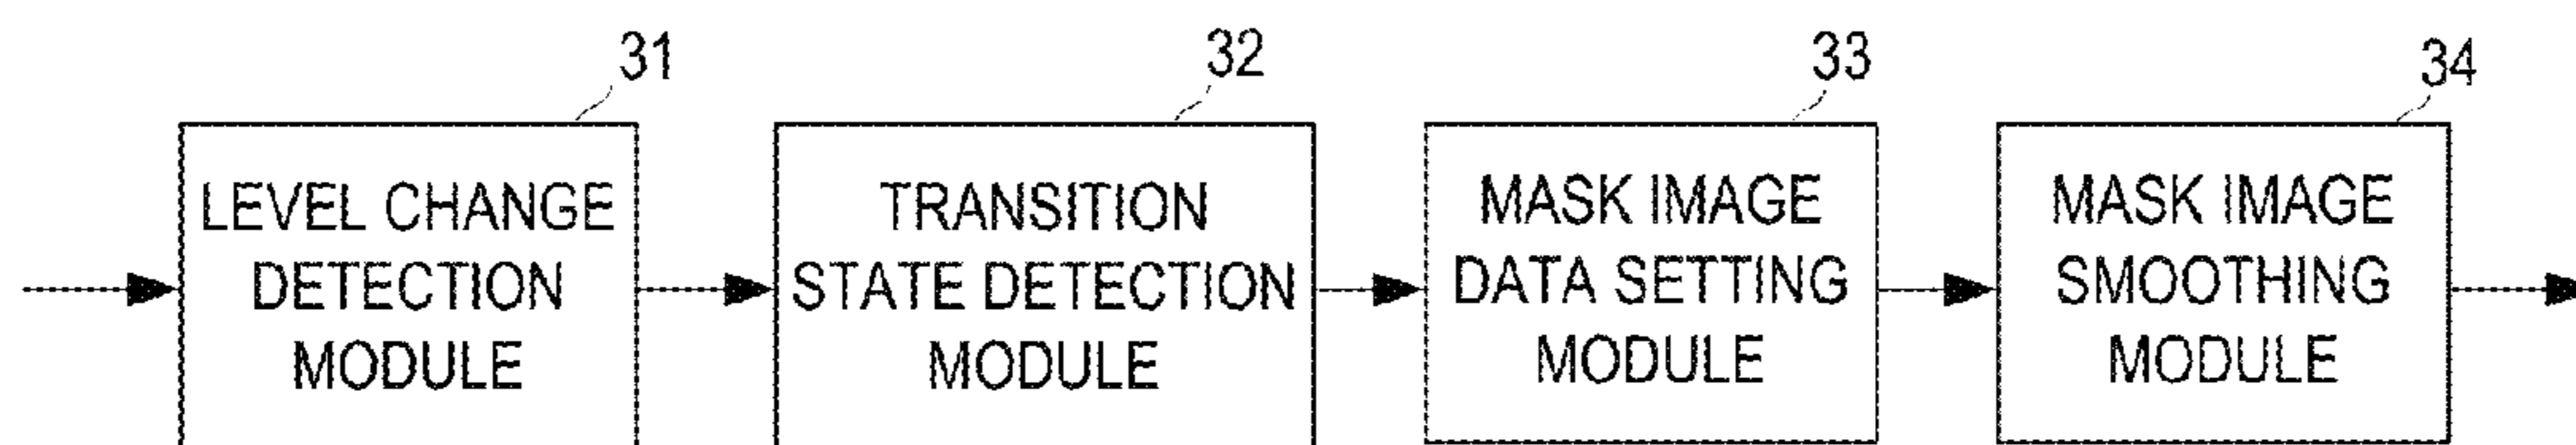 31
32
33
34
LEVEL CHANGE
DETECTION
MODULE
TRANSITION
STATE DETECTION
MODULE
MASK IMAGE
DATA SETTING
MODULE
MASK IMAGE
SMOOTHING
MODULE